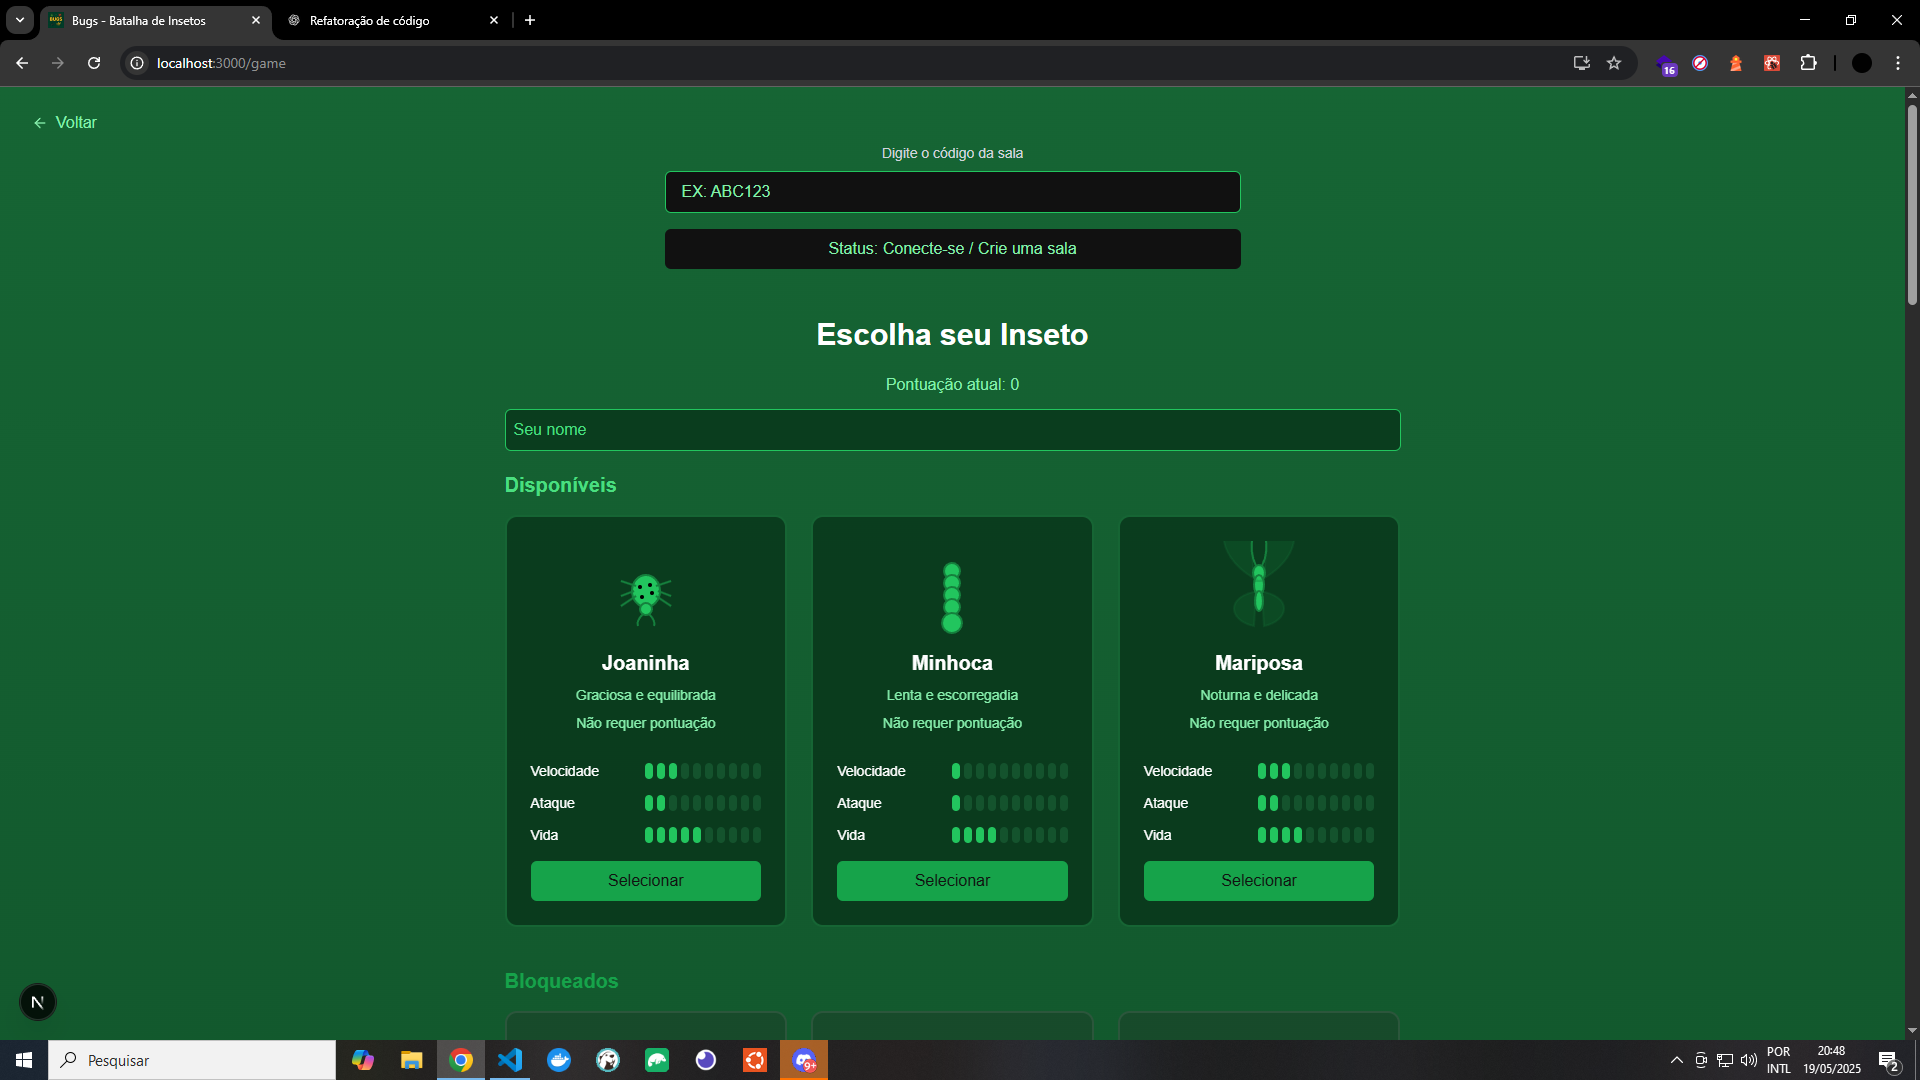 Bugs - Batalha de Insetos
Refatoração de código
localhost:3000/game
16
Voltar
Digite o código da sala
EX: ABC123
Status: Conecte-se / Crie uma sala
Escolha seu Inseto
Pontuação atual: 0
Seu nome
Disponíveis
Joaninha
Graciosa e equilibrada
Não requer pontuação
Velocidade
Ataque
Vida
Selecionar
Minhoca
Lenta e escorregadia
Não requer pontuação
Velocidade
Ataque
Vida
Selecionar
Mariposa
Noturna e delicada
Não requer pontuação
Velocidade
Ataque
Vida
Selecionar
Bloqueados
N
Pesquisar
9+
POR
INTL
20:48
19/05/2025
2